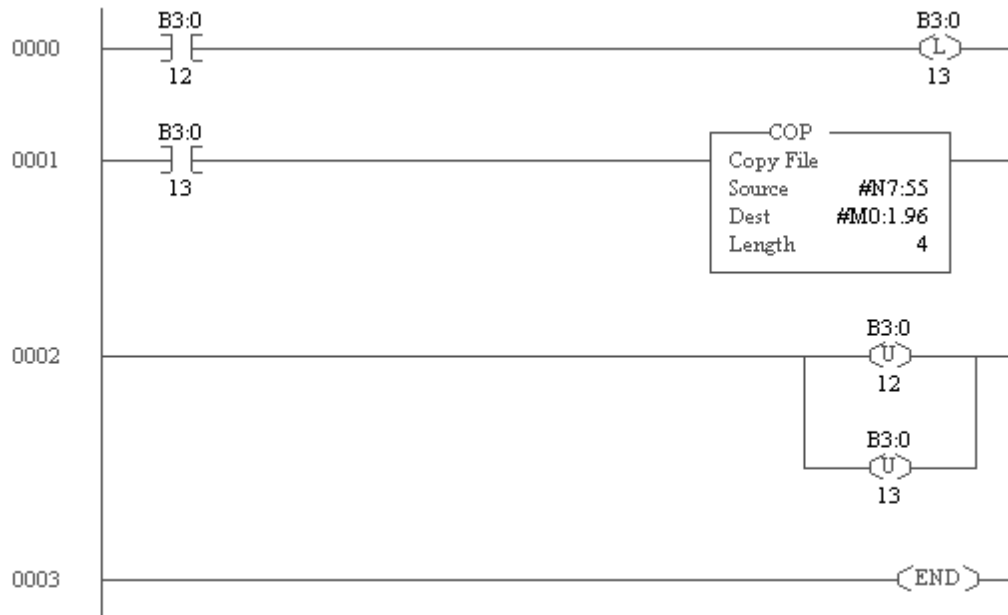 B3:0 B3:0
0000 L
12 13
B3:0 COP
0001 Copy File
13 Source #N7:55
Dest #M0:1.96
Length 4
B3:0
0002 U
12
B3:0
U
13
0003 END